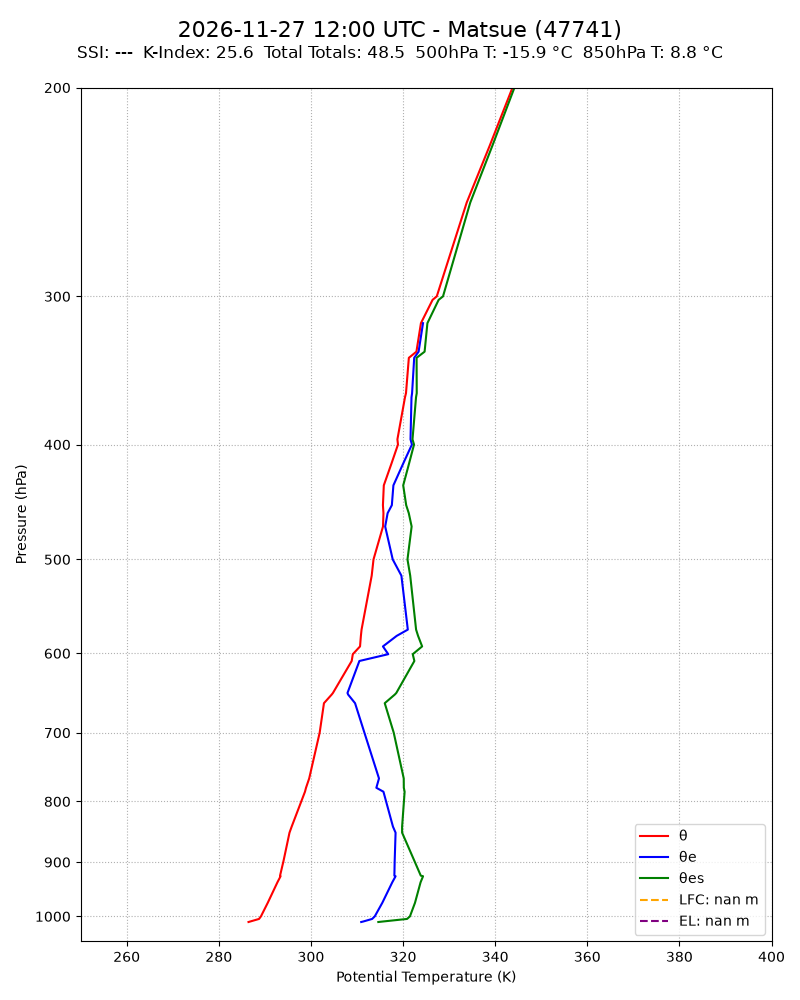 2026-11-27 12:00 UTC - Matsue (47741)
SSI: ---  K-Index: 25.6  Total Totals: 48.5  500hPa T: -15.9 °C  850hPa T: 8.8 °C
200
300
400
500
600
700
800
900
1000
Pressure (hPa)
260
280
300
320
340
360
380
400
Potential Temperature (K)
θ
θe
θes
LFC: nan m
EL: nan m